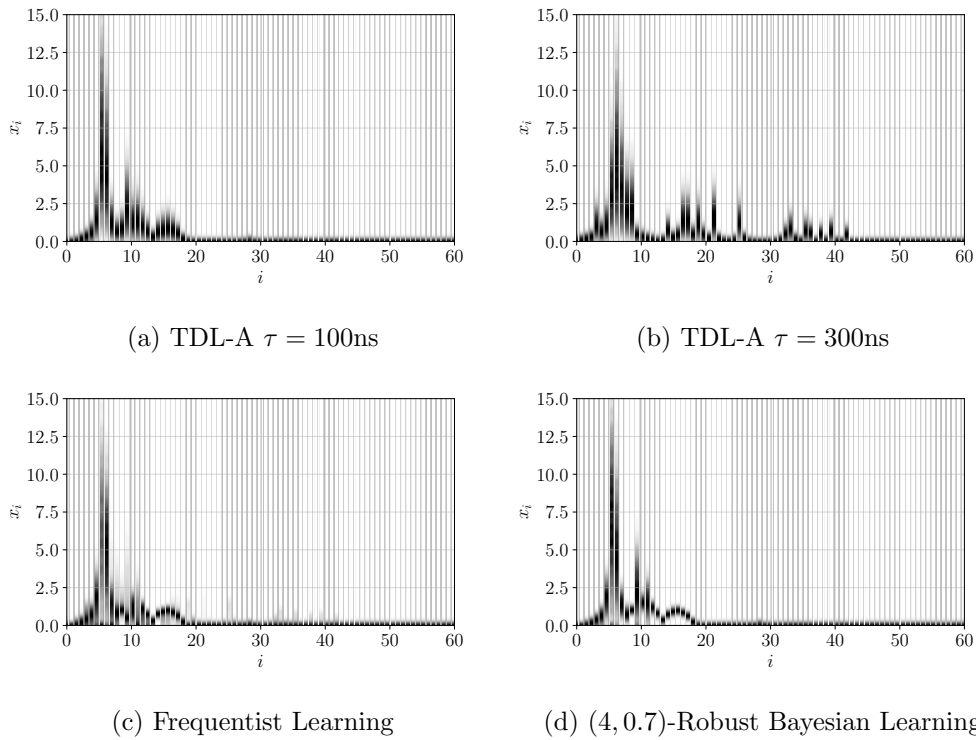 15.0
12.5
10.0
7.5
5.0
2.5
0.0
x_i
0 10 20 30 40 50 60
i
(a) TDL-A τ = 100ns
15.0
12.5
10.0
7.5
5.0
2.5
0.0
x_i
0 10 20 30 40 50 60
i
(b) TDL-A τ = 300ns
15.0
12.5
10.0
7.5
5.0
2.5
0.0
x_i
0 10 20 30 40 50 60
i
(c) Frequentist Learning
15.0
12.5
10.0
7.5
5.0
2.5
0.0
x_i
0 10 20 30 40 50 60
i
(d) (4, 0.7)-Robust Bayesian Learning